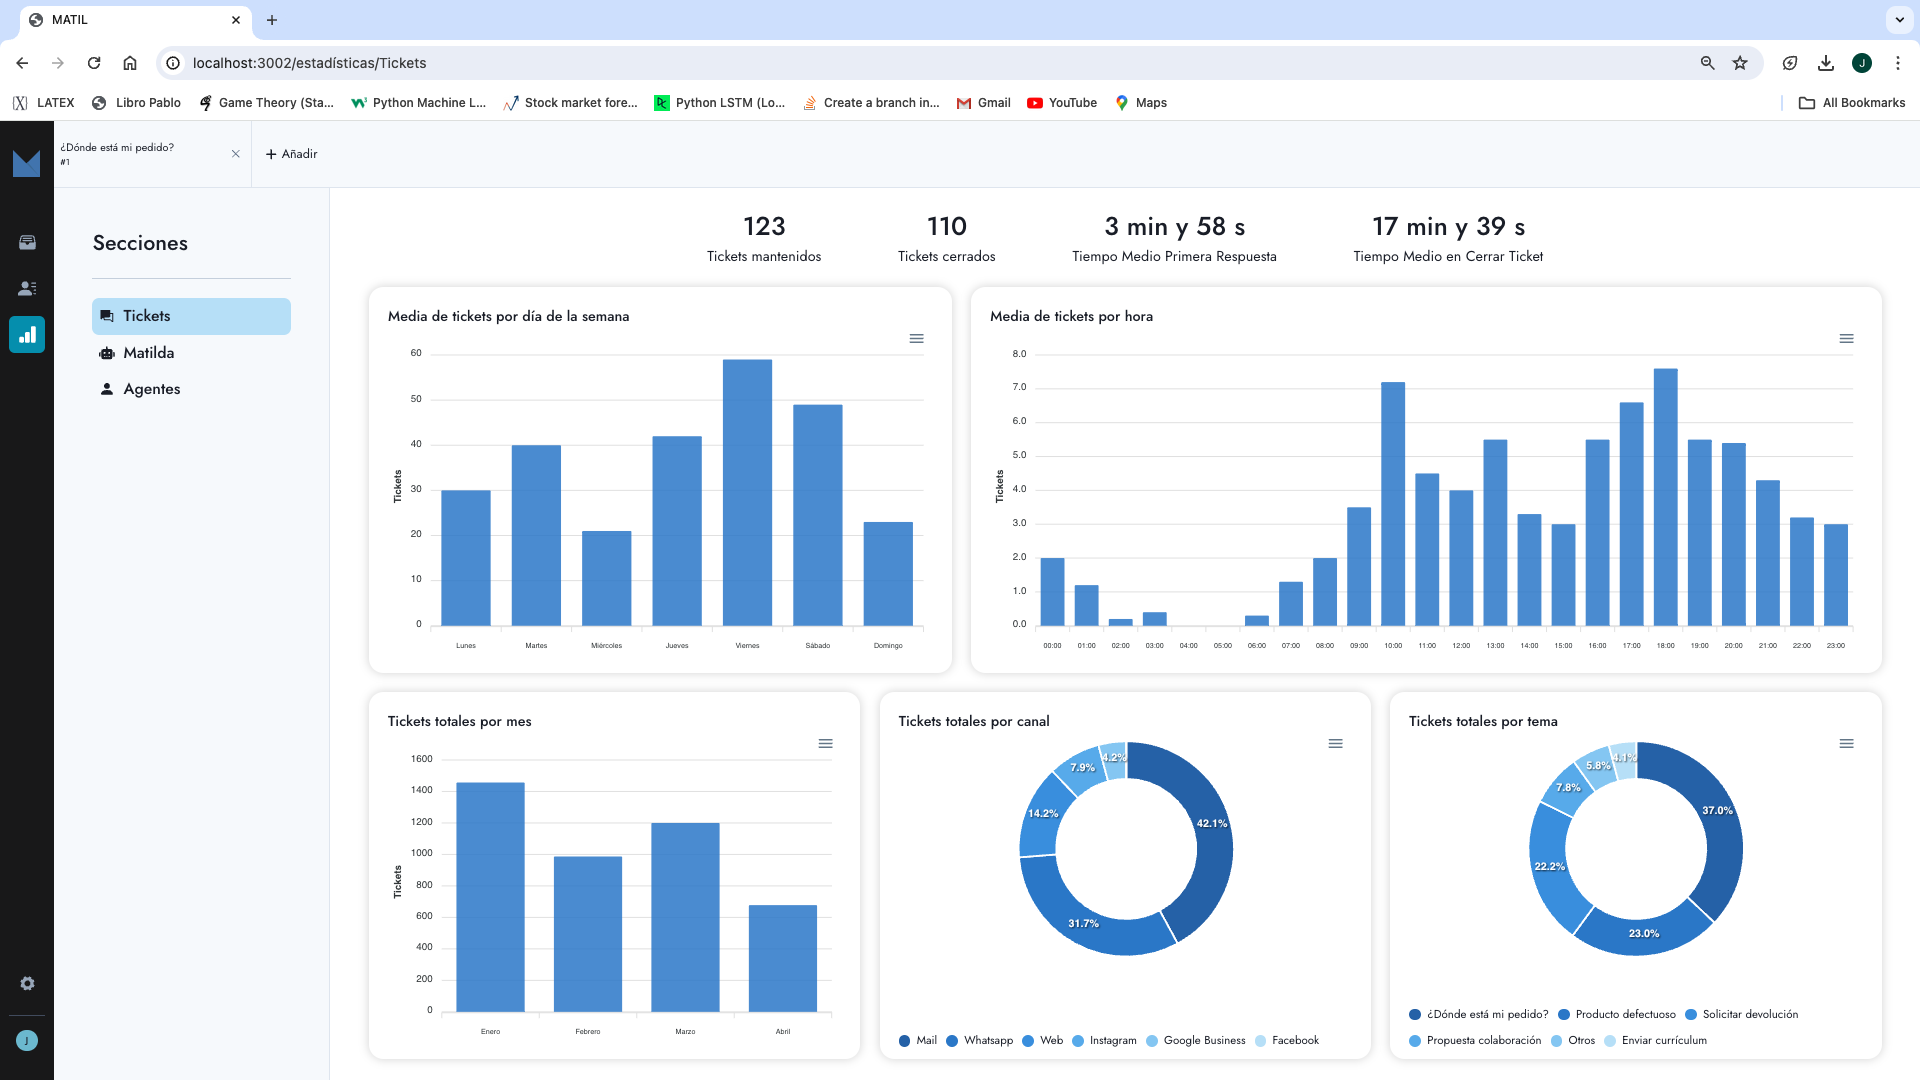 MATIL
localhost:3002/estadísticas/Tickets
J
LATEX
Libro Pablo
Game Theory (Sta...
Python Machine L...
Stock market fore...
Python LSTM (Lo...
Create a branch in...
Gmail
YouTube
Maps
All Bookmarks
¿Dónde está mi pedido?
#1
Añadir
Secciones
Tickets
Matilda
Agentes
J
123
Tickets mantenidos
110
Tickets cerrados
3 min y 58 s
Tiempo Medio Primera Respuesta
17 min y 39 s
Tiempo Medio en Cerrar Ticket
Media de tickets por día de la semana
60
50
40
30
20
10
0
Tickets
Lunes
Martes
Miércoles
Jueves
Viernes
Sábado
Domingo
Media de tickets por hora
8.0
7.0
6.0
5.0
4.0
3.0
2.0
1.0
0.0
Tickets
00:00
01:00
02:00
03:00
04:00
05:00
06:00
07:00
08:00
09:00
10:00
11:00
12:00
13:00
14:00
15:00
16:00
17:00
18:00
19:00
20:00
21:00
22:00
23:00
Tickets totales por mes
1600
1400
1200
1000
800
600
400
200
0
Tickets
Enero
Febrero
Marzo
Abril
Tickets totales por canal
4.2%
7.9%
14.2%
42.1%
31.7%
Mail
Whatsapp
Web
Instagram
Google Business
Facebook
Tickets totales por tema
4.1%
5.8%
7.8%
37.0%
22.2%
23.0%
¿Dónde está mi pedido?
Producto defectuoso
Solicitar devolución
Propuesta colaboración
Otros
Enviar currículum